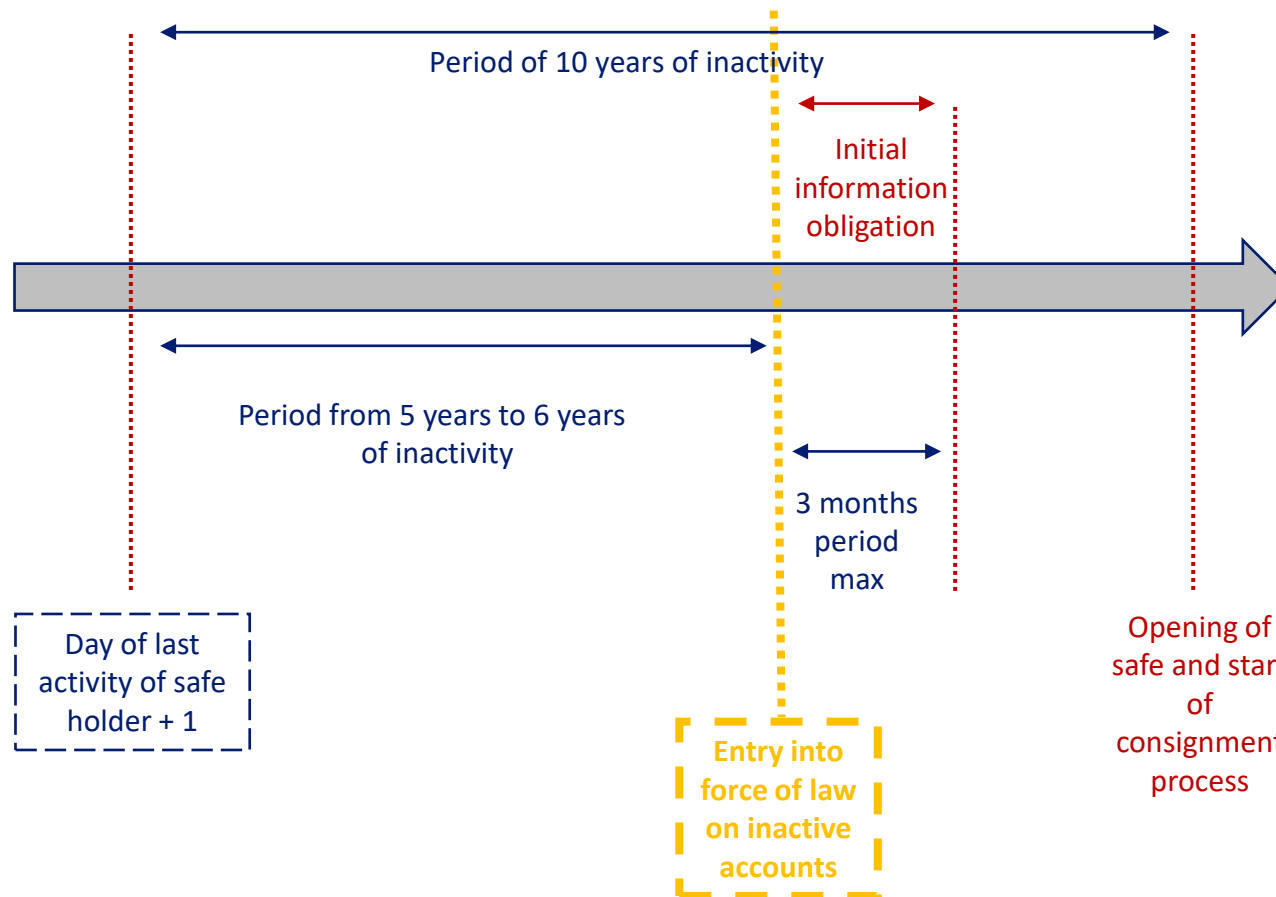 Period of 10 years of inactivity
Initial
information
obligation
Period from 5 years to 6 years
of inactivity
3 months
period
max
Day of last
activity of safe
holder + 1
Entry into
force of law
on inactive
accounts
Opening of
safe and star
of
consignment
process